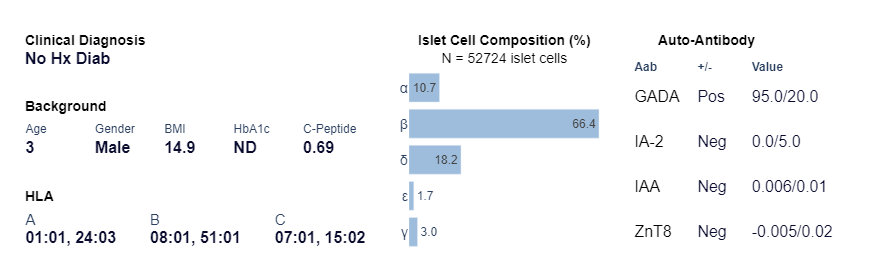 Clinical Diagnosis
No Hx Diab
Background
Age Gender BMI HbA1c C-Peptide
3 Male 14.9 ND 0.69
HLA
A B C
01:01, 24:03 08:01, 51:01 07:01, 15:02
Islet Cell Composition (%)
N = 52724 islet cells
α 10.7
β 66.4
δ 18.2
ε 1.7
γ 3.0
Auto-Antibody
Aab +/- Value
GADA Pos 95.0/20.0
IA-2 Neg 0.0/5.0
IAA Neg 0.006/0.01
ZnT8 Neg -0.005/0.02